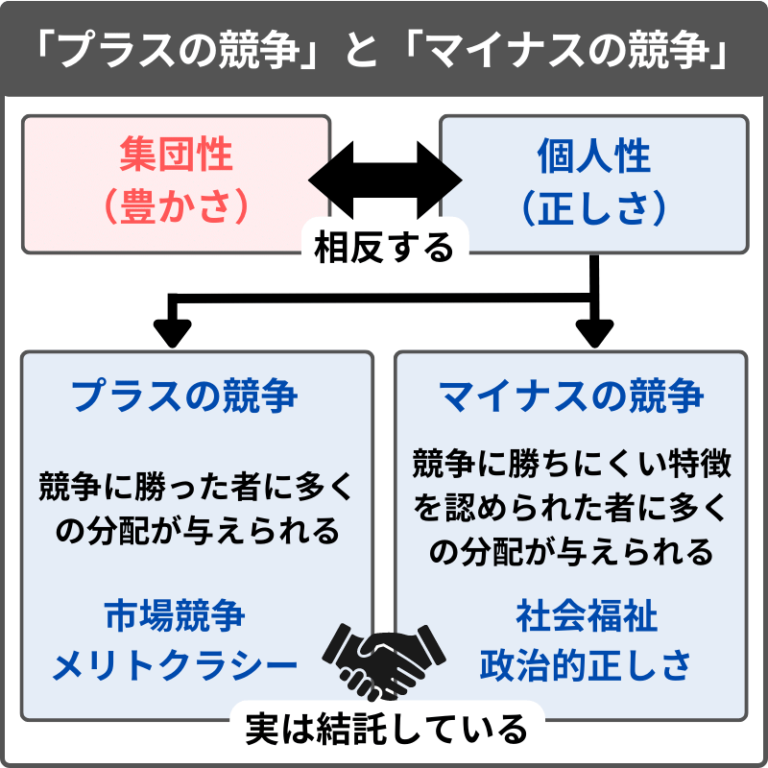 「プラスの競争」と「マイナスの競争」
集団性
（豊かさ）
個人性
（正しさ）
相反する
プラスの競争
競争に勝った者に多く
の分配が与えられる
市場競争
メリトクラシー
マイナスの競争
競争に勝ちにくい特徴
を認められた者に多く
の分配が与えられる
社会福祉
政治的正しさ
実は結託している